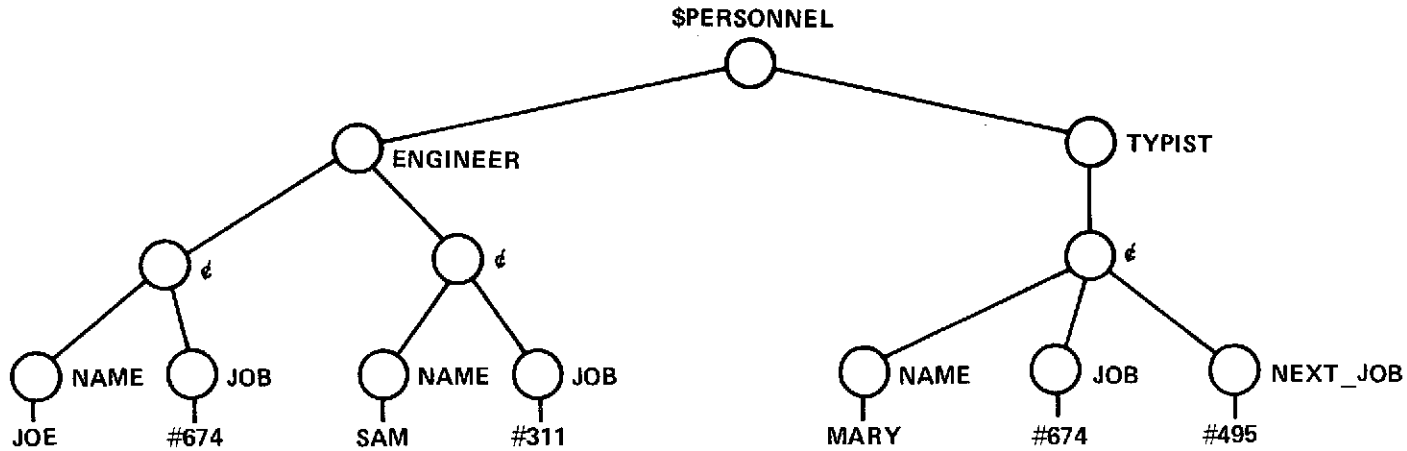 $PERSONNEL
ENGINEER
TYPIST
¢
¢
¢
NAME JOB NAME JOB NAME JOB NEXT_JOB
JOE #674 SAM #311 MARY #674 #495